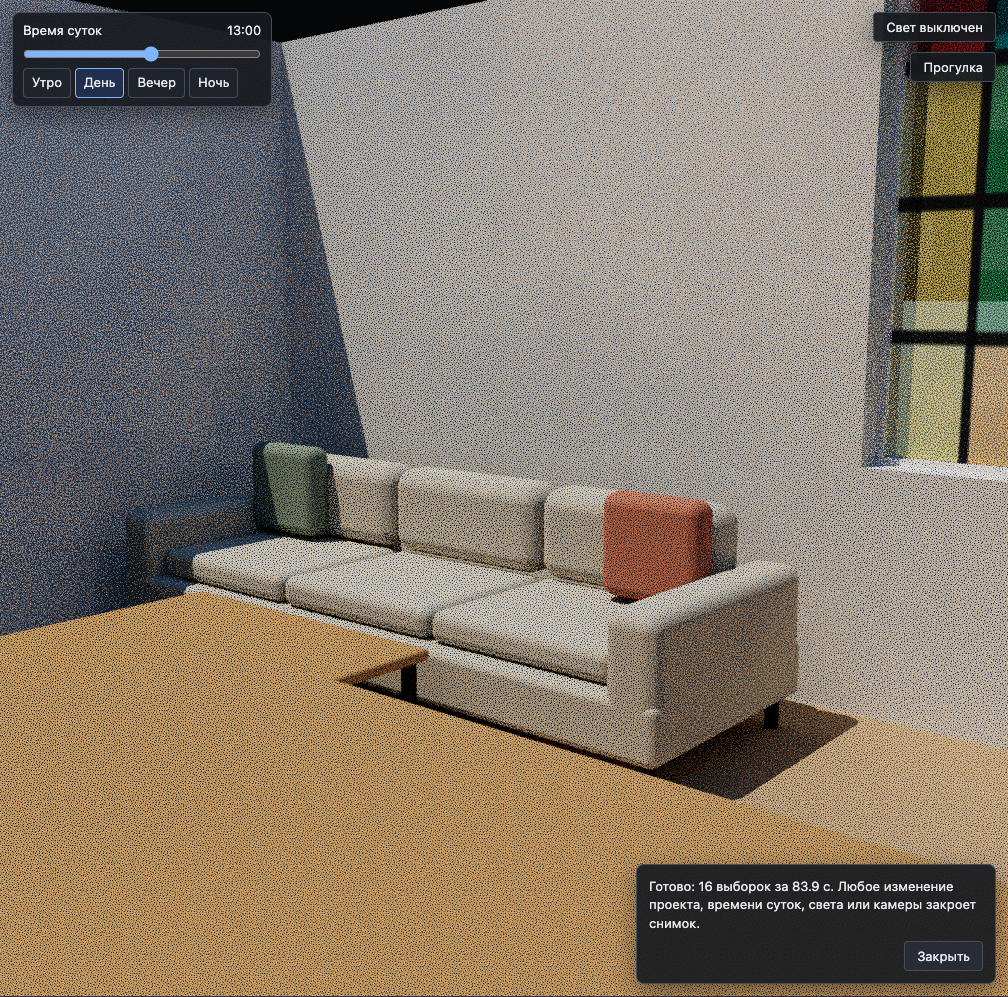 Время суток 13:00
Утро День Вечер Ночь
Свет выключен
Прогулка
Готово: 16 выборок за 83.9 с. Любое изменение
проекта, времени суток, света или камеры закроет
снимок.
Закрыть